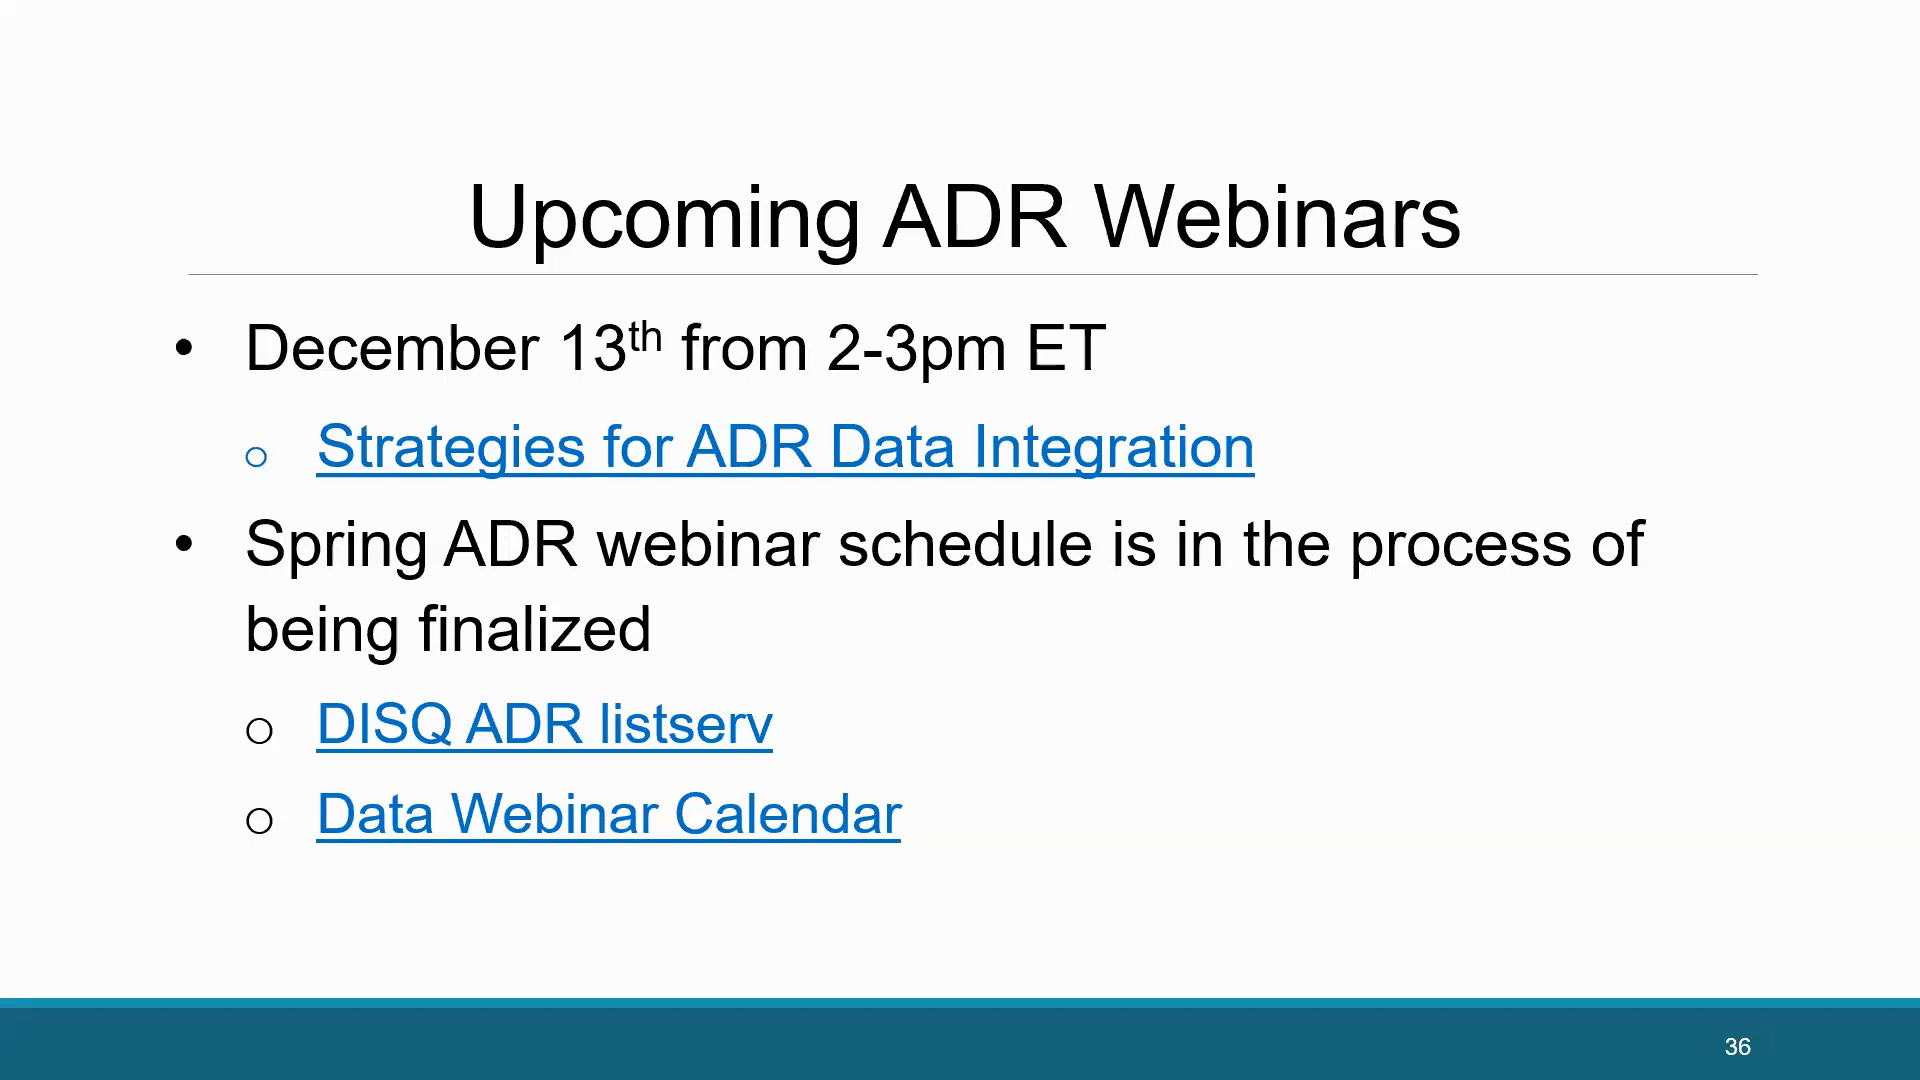 Upcoming ADR Webinars
• December 13th from 2-3pm ET
o Strategies for ADR Data Integration
• Spring ADR webinar schedule is in the process of
being finalized
o DISQ ADR listserv
o Data Webinar Calendar
36